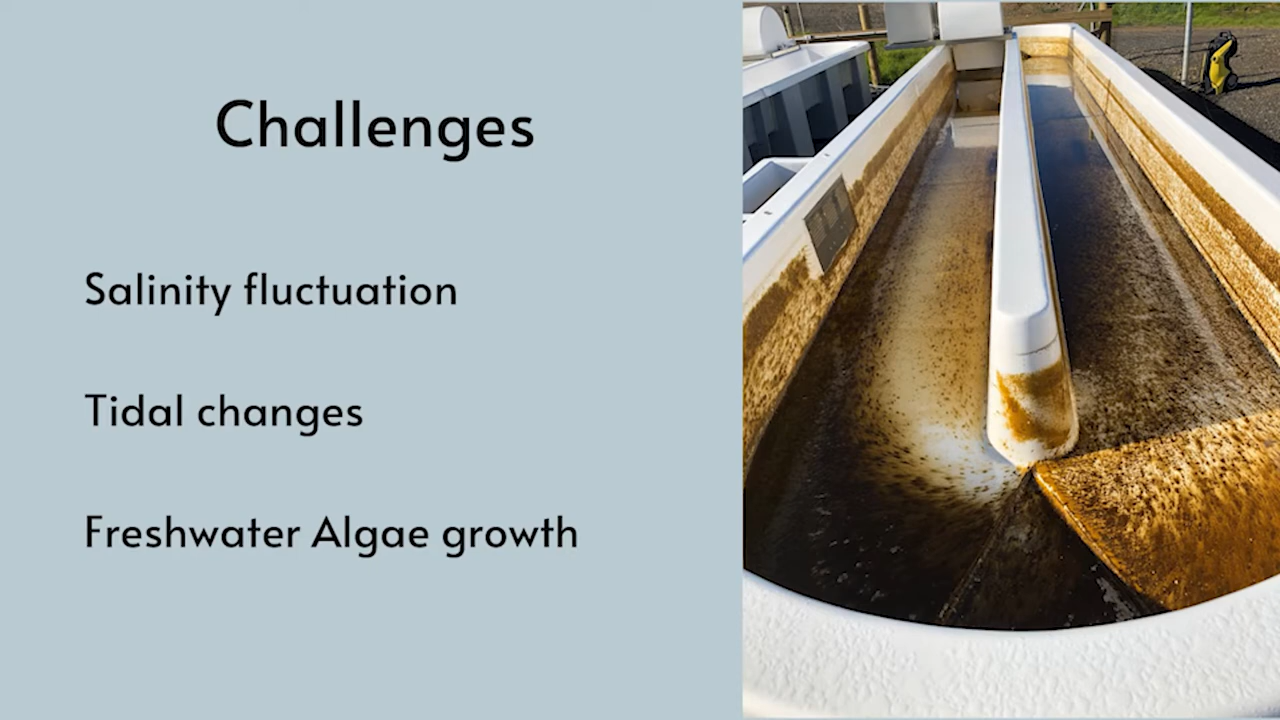 Challenges
Salinity fluctuation
Tidal changes
Freshwater Algae growth